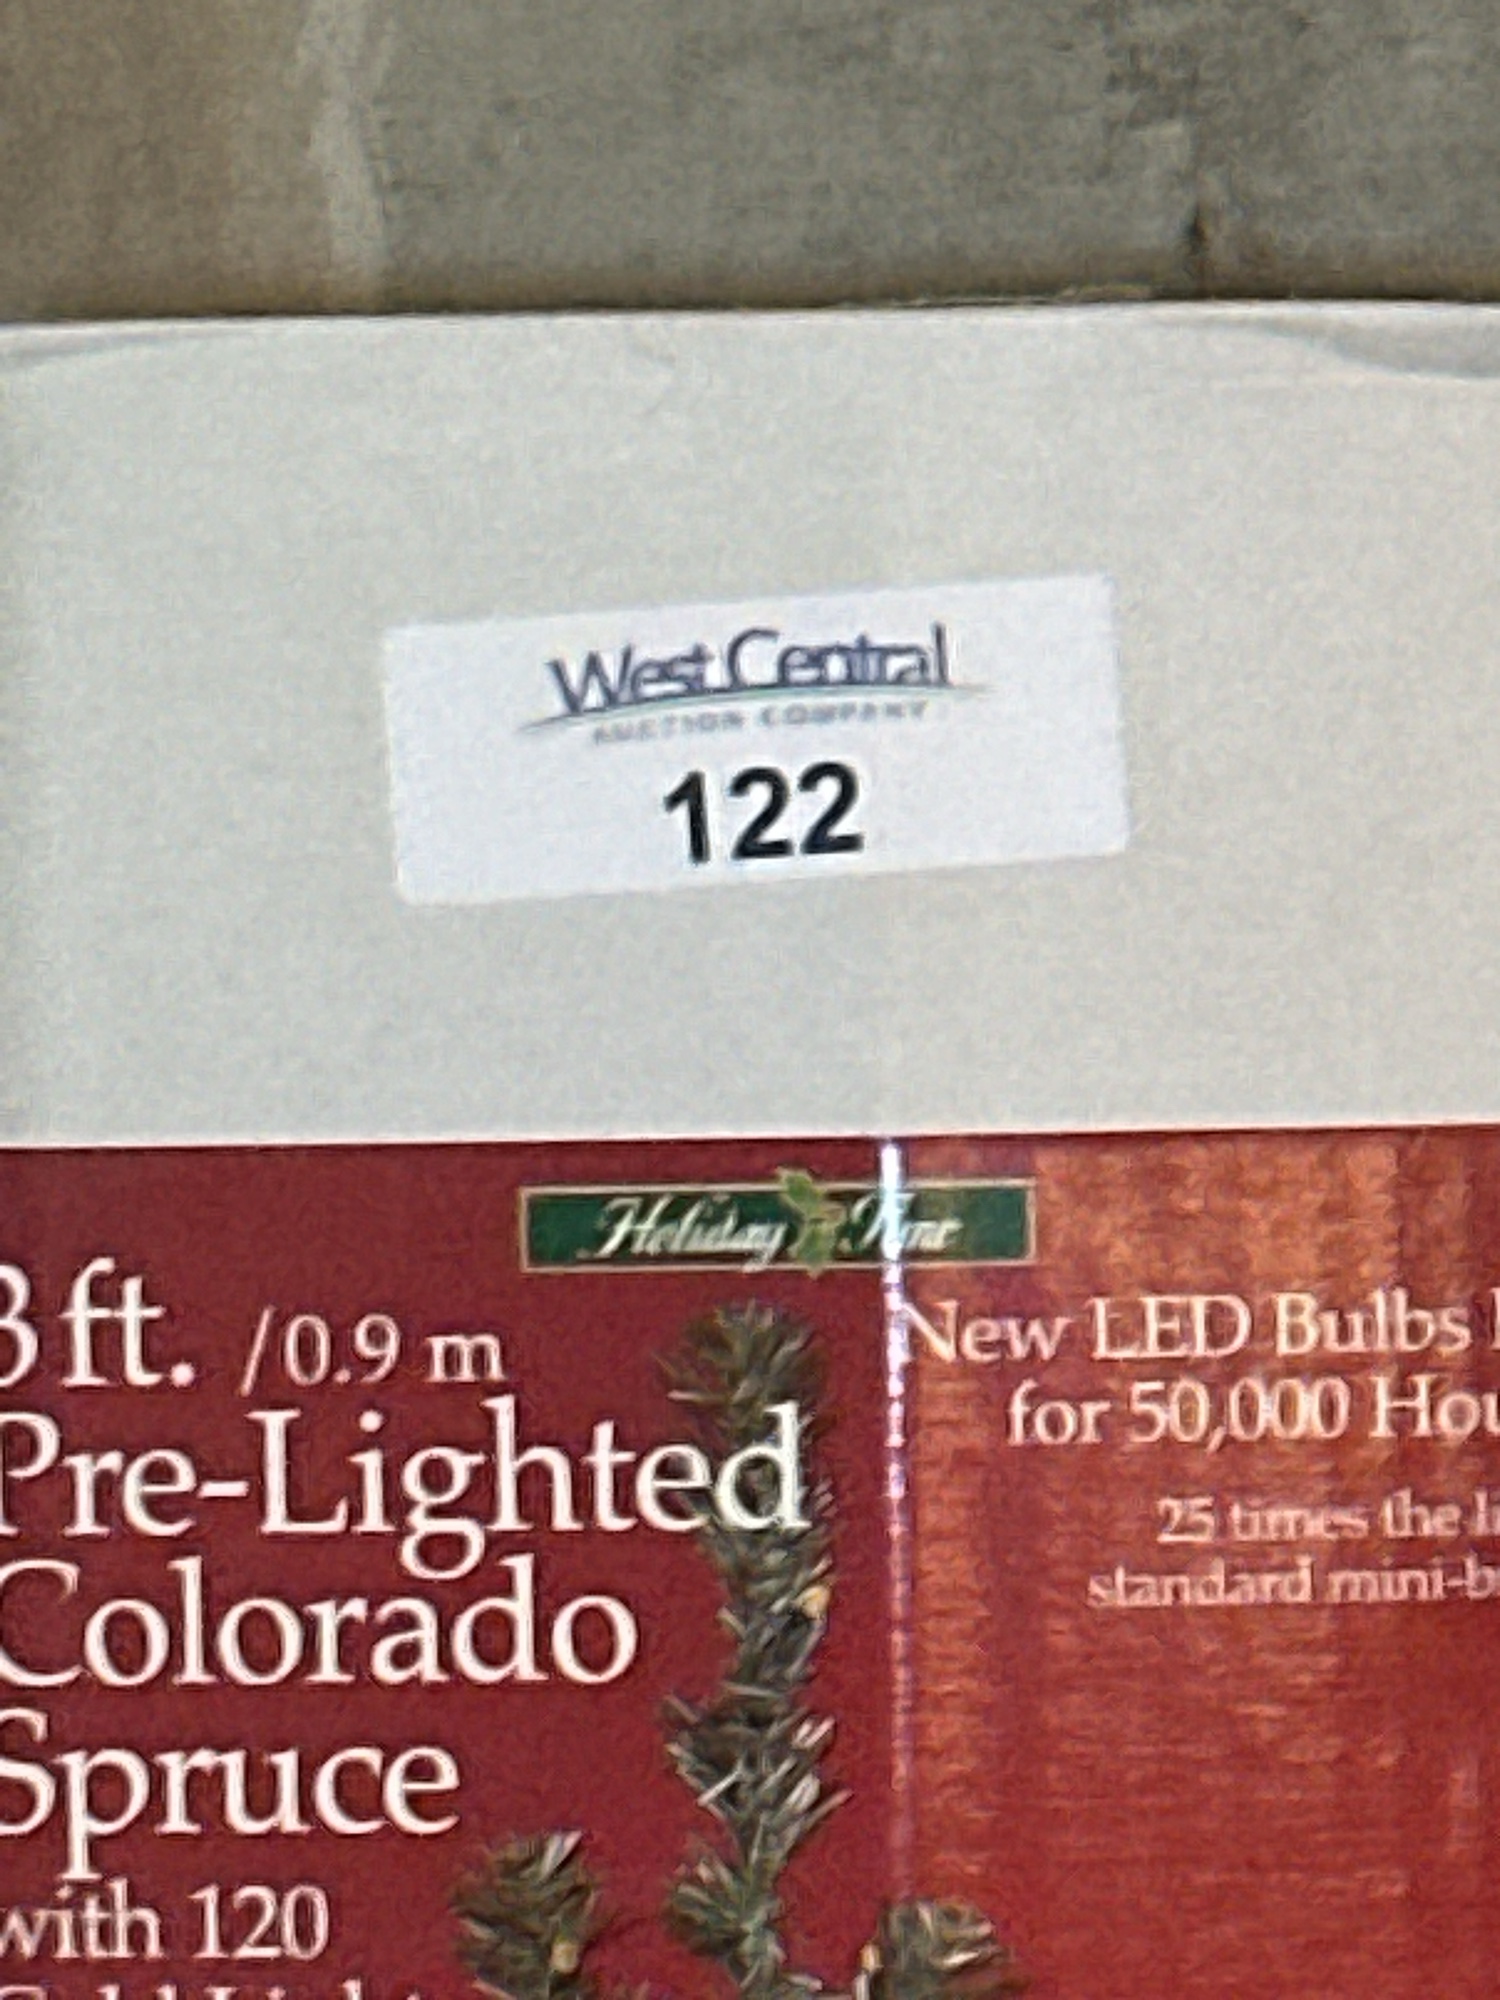 West Central
AUCTION COMPANY
122
Holiday Time
3 ft. /0.9 m
Pre-Lighted
Colorado
Spruce
with 120
New LED Bulbs
for 50,000
25 times the
standard